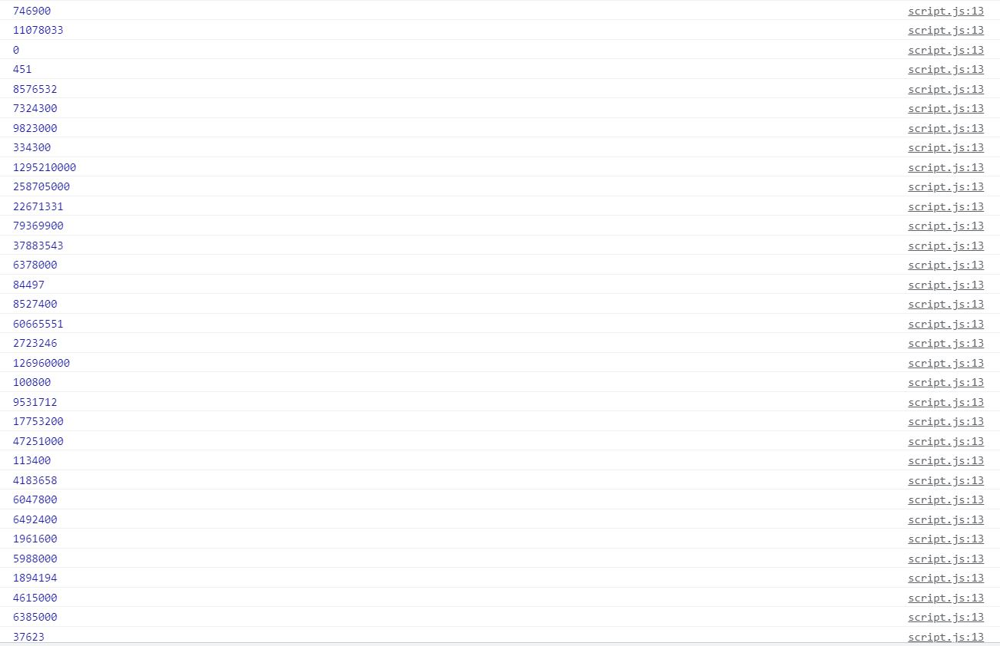 746900 script.js:13
11078033 script.js:13
0 script.js:13
451 script.js:13
8576532 script.js:13
7324300 script.js:13
9823000 script.js:13
334300 script.js:13
1295210000 script.js:13
258705000 script.js:13
22671331 script.js:13
79369900 script.js:13
37883543 script.js:13
6378000 script.js:13
84497 script.js:13
8527400 script.js:13
60665551 script.js:13
2723246 script.js:13
126960000 script.js:13
100800 script.js:13
9531712 script.js:13
17753200 script.js:13
47251000 script.js:13
113400 script.js:13
4183658 script.js:13
6047800 script.js:13
6492400 script.js:13
1961600 script.js:13
5988000 script.js:13
1894194 script.js:13
4615000 script.js:13
6385000 script.js:13
37623 script.js:13